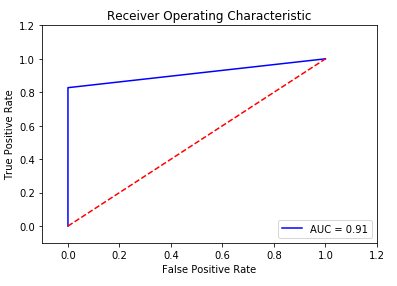 Receiver Operating Characteristic
True Positive Rate
1.2
1.0
0.8
0.6
0.4
0.2
0.0
AUC = 0.91
0.0 0.2 0.4 0.6 0.8 1.0 1.2
False Positive Rate